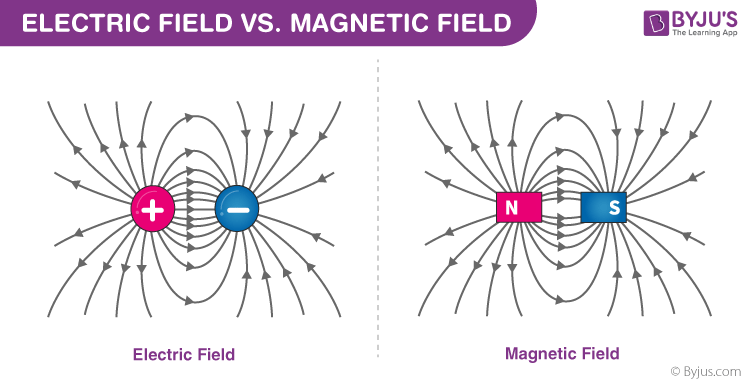 ELECTRIC FIELD VS. MAGNETIC FIELD
BYJU'S
The Learning App
+
−
N
S
Electric Field
Magnetic Field
© Byjus.com